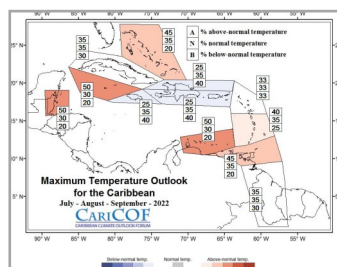 A % above-normal temperature
N % normal temperature
B % below-normal temperature
35
35
30
45
35
20
25
35
40
33
33
33
50
30
20
50
30
20
25
35
40
25
35
40
40
35
25
50
30
20
45
35
20
35
35
30
Maximum Temperature Outlook
for the Caribbean
July - August - September - 2022
CARICOF
CARIBBEAN CLIMATE OUTLOOK FORUM
20°N
15°N
10°N
5°N
90°W 85°W 80°W 75°W 70°W 65°W 60°W 55°W
Below-normal temp. Normal temp. Above-normal temp.